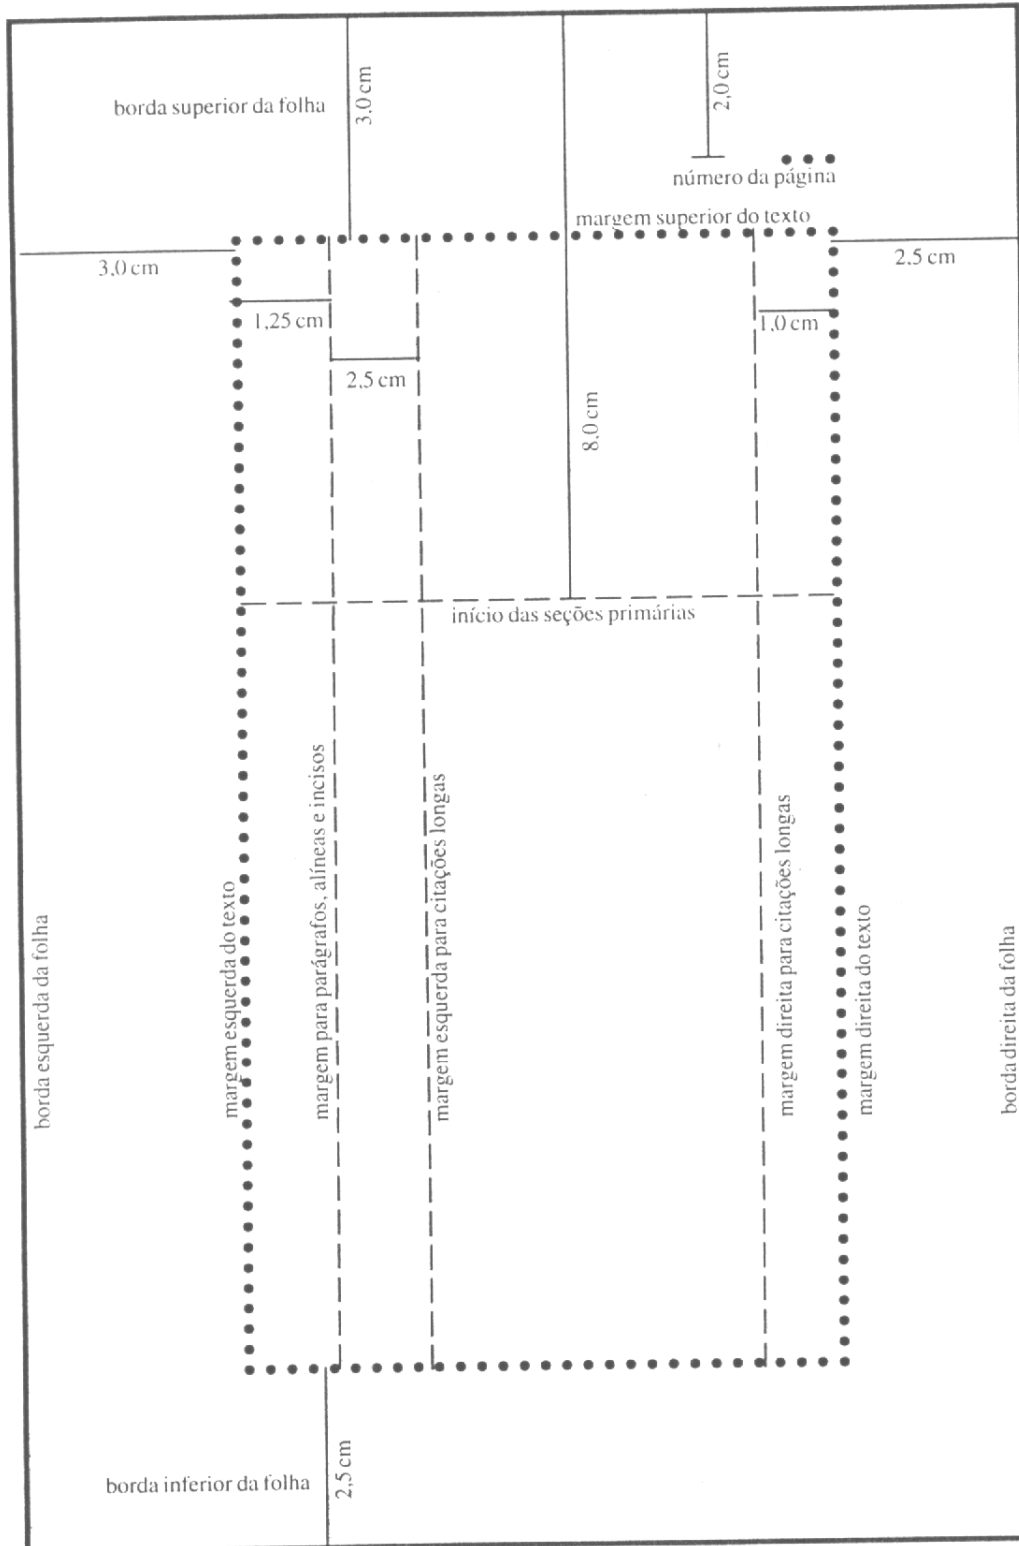 borda superior da folha
3.0 cm
2,0 cm
número da página
margem superior do texto
3.0 cm
2,5 cm
1,25 cm
1,0 cm
2,5 cm
8,0 cm
início das seções primárias
borda esquerda da folha
margem esquerda do texto
margem para parágrafos, alíneas e incisos
margem esquerda para citações longas
margem direita para citações longas
margem direita do texto
borda direita da folha
borda inferior da folha
2,5 cm